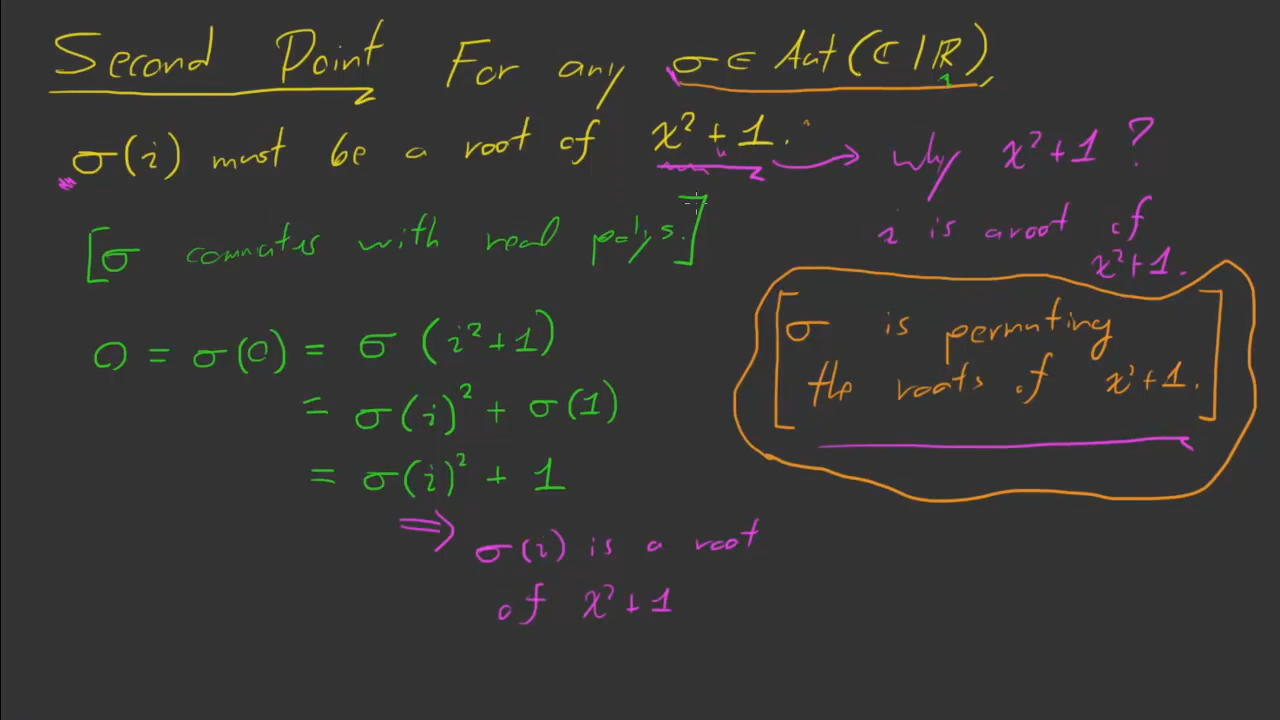 Second Point For any σ ∈ Aut(ℂ/ℝ)
σ(i) must be a root of x² + 1.
why x² + 1 ?
i is a root of
x² + 1.
[σ commutes with real polys.]
0 = σ(0) = σ(i² + 1)
= σ(i)² + σ(1)
= σ(i)² + 1
⇒ σ(i) is a root
of x² + 1
[σ is permuting
the roots of x² + 1.]